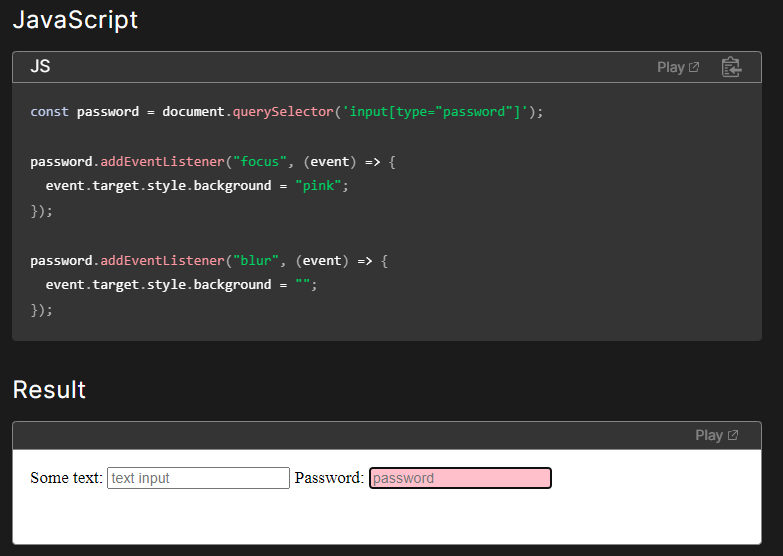 JavaScript
JS Play
const password = document.querySelector('input[type="password"]');
password.addEventListener("focus", (event) => {
  event.target.style.background = "pink";
});
password.addEventListener("blur", (event) => {
  event.target.style.background = "";
});
Result
Play
Some text: text input Password: password